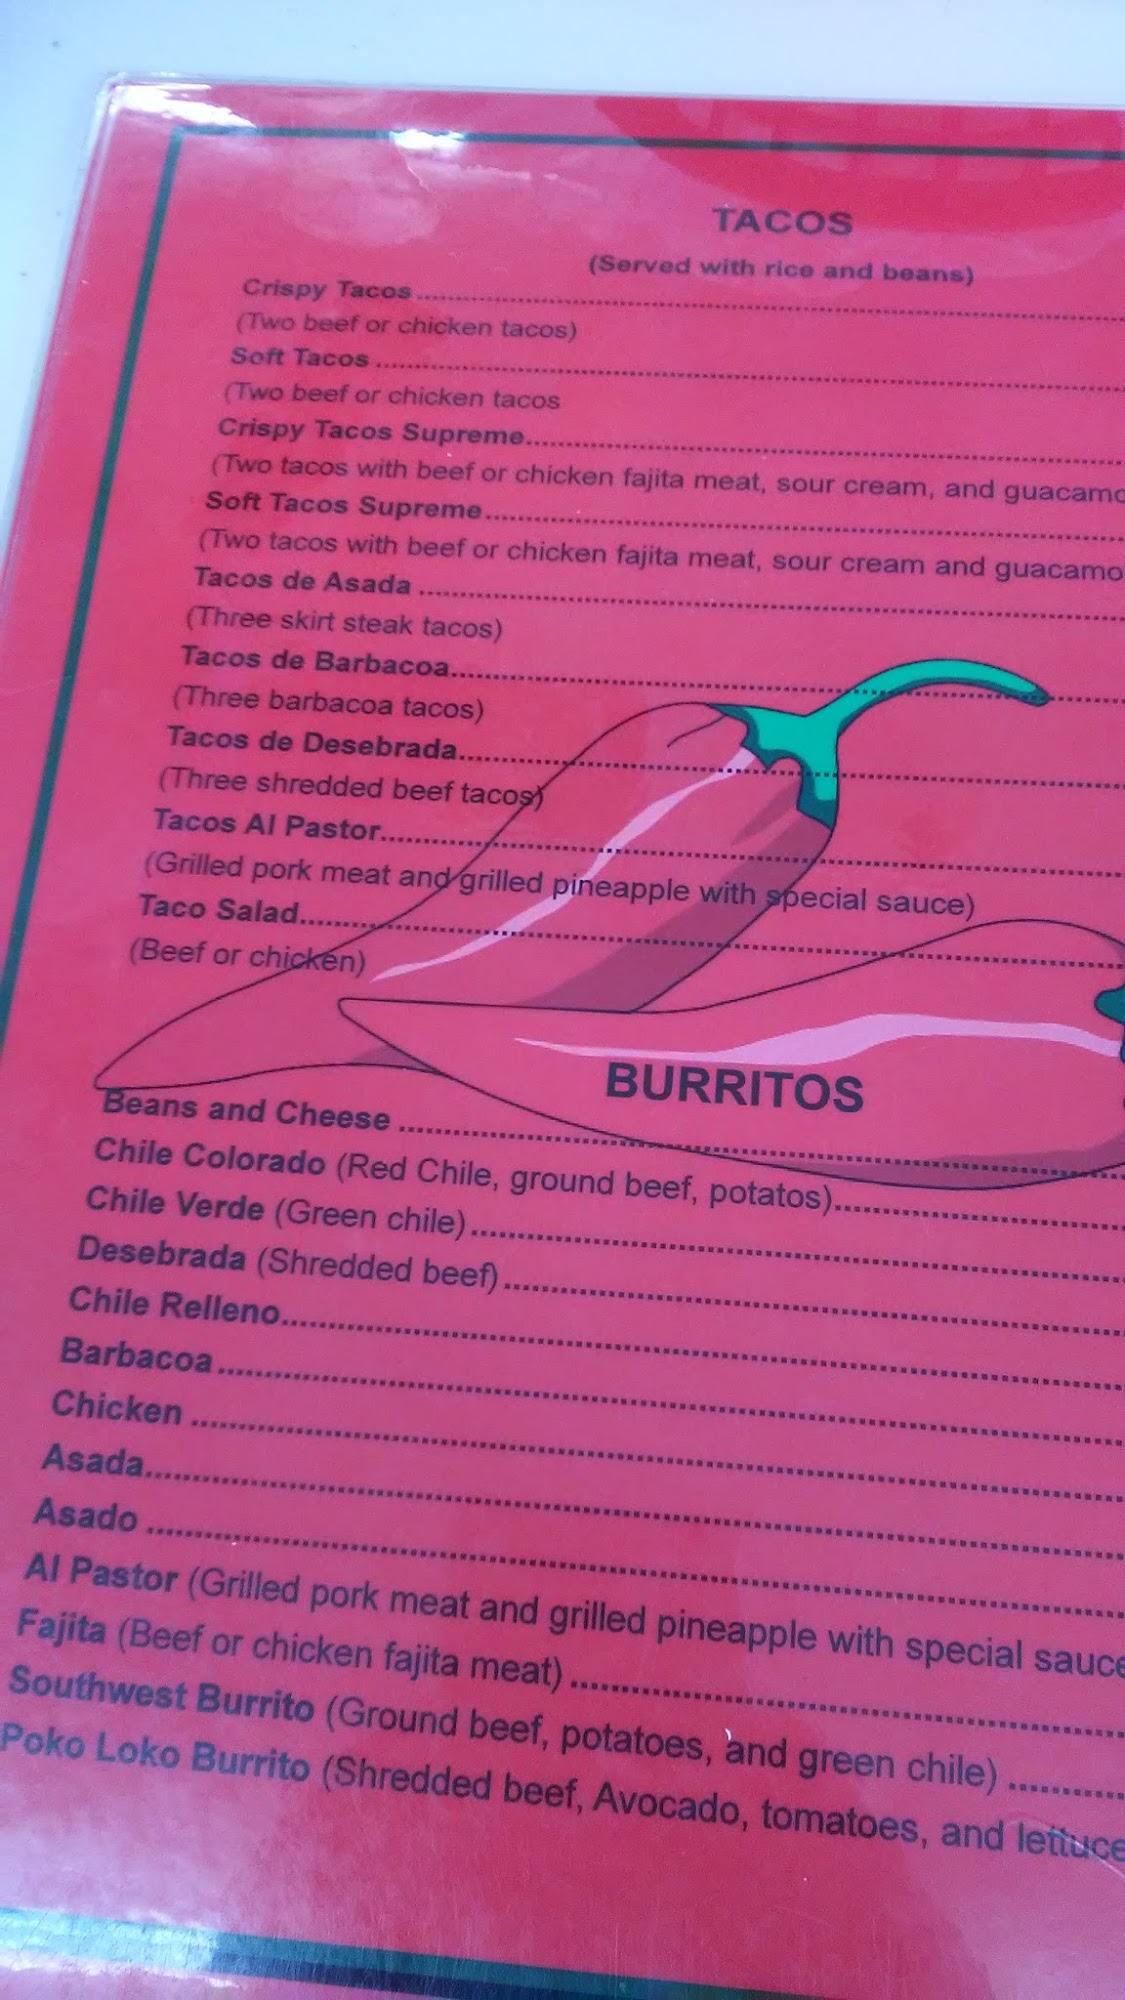 TACOS
(Served with rice and beans)
Crispy Tacos
(Two beef or chicken tacos)
Soft Tacos
(Two beef or chicken tacos
Crispy Tacos Supreme
(Two tacos with beef or chicken fajita meat, sour cream, and guacamo
Soft Tacos Supreme
(Two tacos with beef or chicken fajita meat, sour cream and guacamo
Tacos de Asada
(Three skirt steak tacos)
Tacos de Barbacoa
(Three barbacoa tacos)
Tacos de Desebrada
(Three shredded beef tacos)
Tacos Al Pastor
(Grilled pork meat and grilled pineapple with special sauce)
Taco Salad
(Beef or chicken)
BURRITOS
Beans and Cheese
Chile Colorado (Red Chile, ground beef, potatos)
Chile Verde (Green chile)
Desebrada (Shredded beef)
Chile Relleno
Barbacoa
Chicken
Asada
Asado
Al Pastor (Grilled pork meat and grilled pineapple with special sauce
Fajita (Beef or chicken fajita meat)
Southwest Burrito (Ground beef, potatoes, and green chile)
Poko Loko Burrito (Shredded beef, Avocado, tomatoes, and lettuce